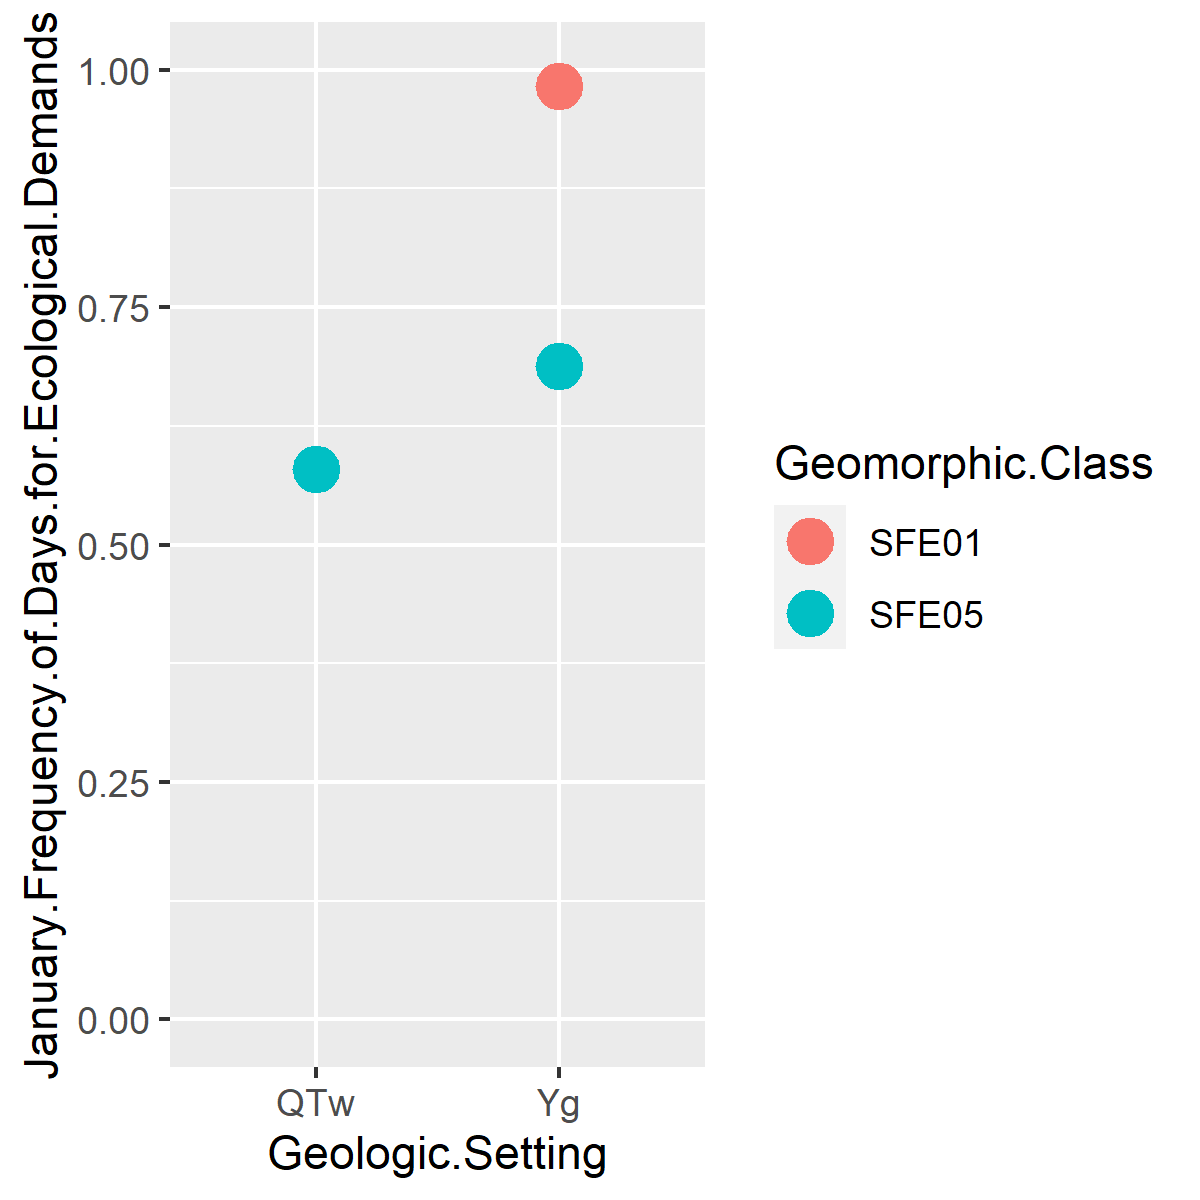 January.Frequency.of.Days.for.Ecological.Demands
1.00
0.75
0.50
0.25
0.00
QTw
Yg
Geologic.Setting
Geomorphic.Class
SFE01
SFE05